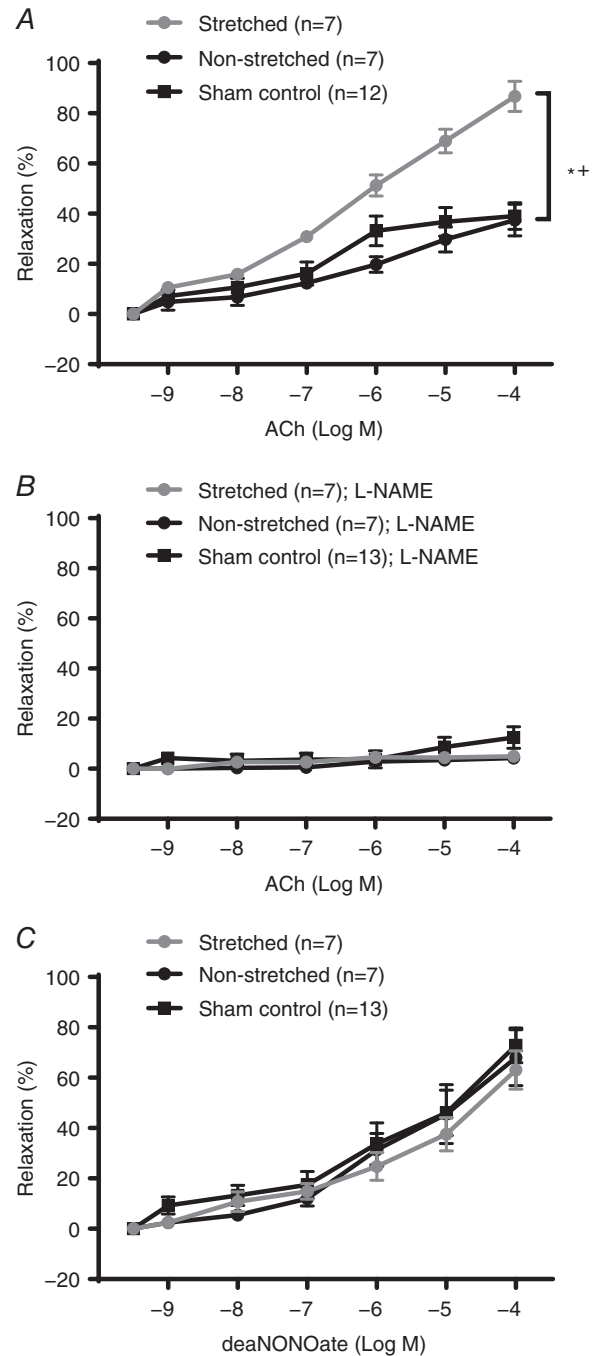 A
Stretched (n=7)
Non-stretched (n=7)
Sham control (n=12)
100
80
60
40
20
0
−20
Relaxation (%)
*+
−9 −8 −7 −6 −5 −4
ACh (Log M)
B
Stretched (n=7); L-NAME
Non-stretched (n=7); L-NAME
Sham control (n=13); L-NAME
100
80
60
40
20
0
−20
Relaxation (%)
−9 −8 −7 −6 −5 −4
ACh (Log M)
C
Stretched (n=7)
Non-stretched (n=7)
Sham control (n=13)
100
80
60
40
20
0
−20
Relaxation (%)
−9 −8 −7 −6 −5 −4
deaNONOate (Log M)